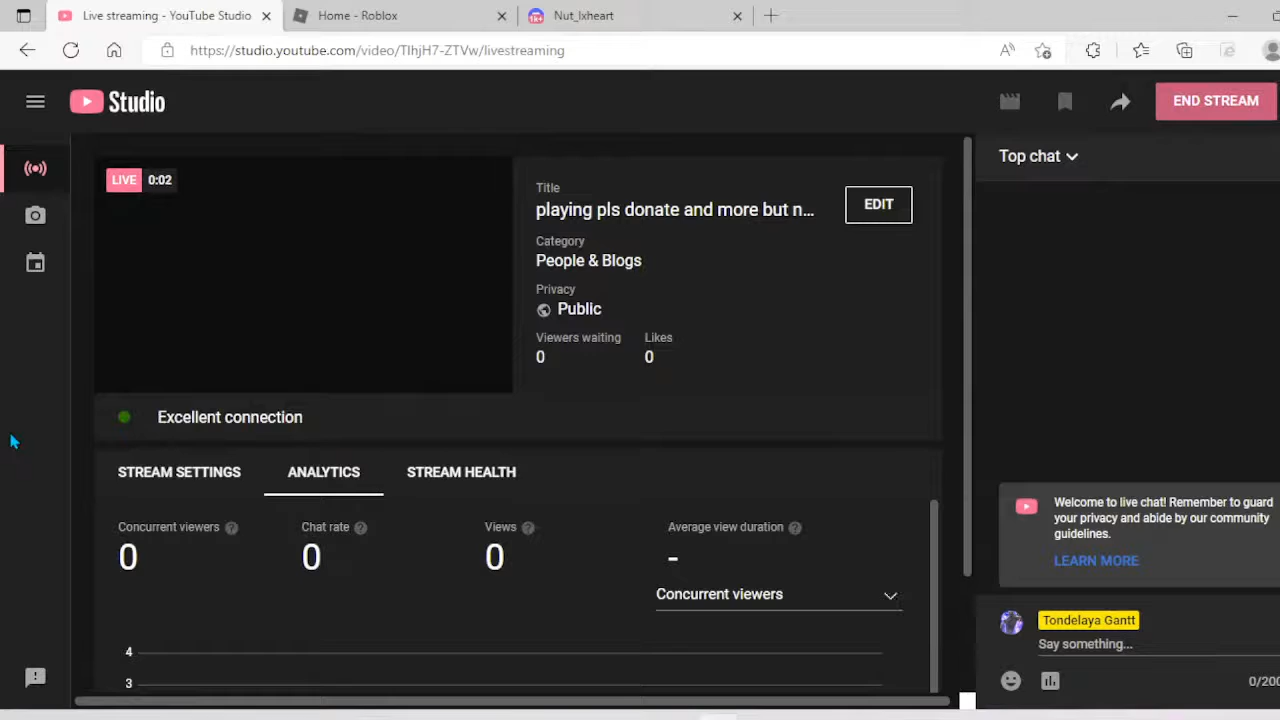 Live streaming - YouTube Studio
Home - Roblox
1K+
Nut_lxheart
https://studio.youtube.com/video/TIhjH7-ZTVw/livestreaming
Studio
END STREAM
LIVE 0:02
Title
playing pls donate and more but n...
EDIT
Category
People & Blogs
Privacy
Public
Viewers waiting Likes
0 0
Excellent connection
STREAM SETTINGS ANALYTICS STREAM HEALTH
Concurrent viewers Chat rate Views Average view duration
0 0 0 -
Concurrent viewers
4
3
Top chat
Welcome to live chat! Remember to guard
your privacy and abide by our community
guidelines.
LEARN MORE
Tondelaya Gantt
Say something...
0/200